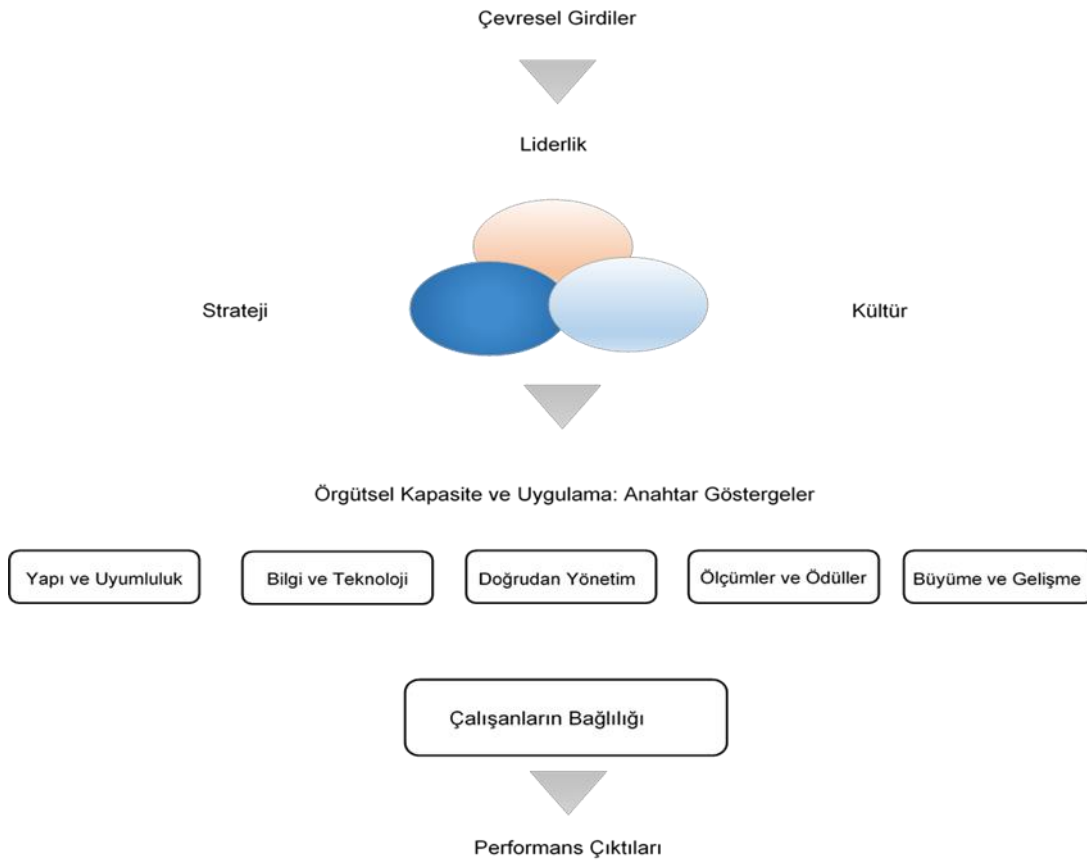 Çevresel Girdiler
Liderlik
Strateji
Kültür
Örgütsel Kapasite ve Uygulama: Anahtar Göstergeler
Yapı ve Uyumluluk
Bilgi ve Teknoloji
Doğrudan Yönetim
Ölçümler ve Ödüller
Büyüme ve Gelişme
Çalışanların Bağlılığı
Performans Çıktıları